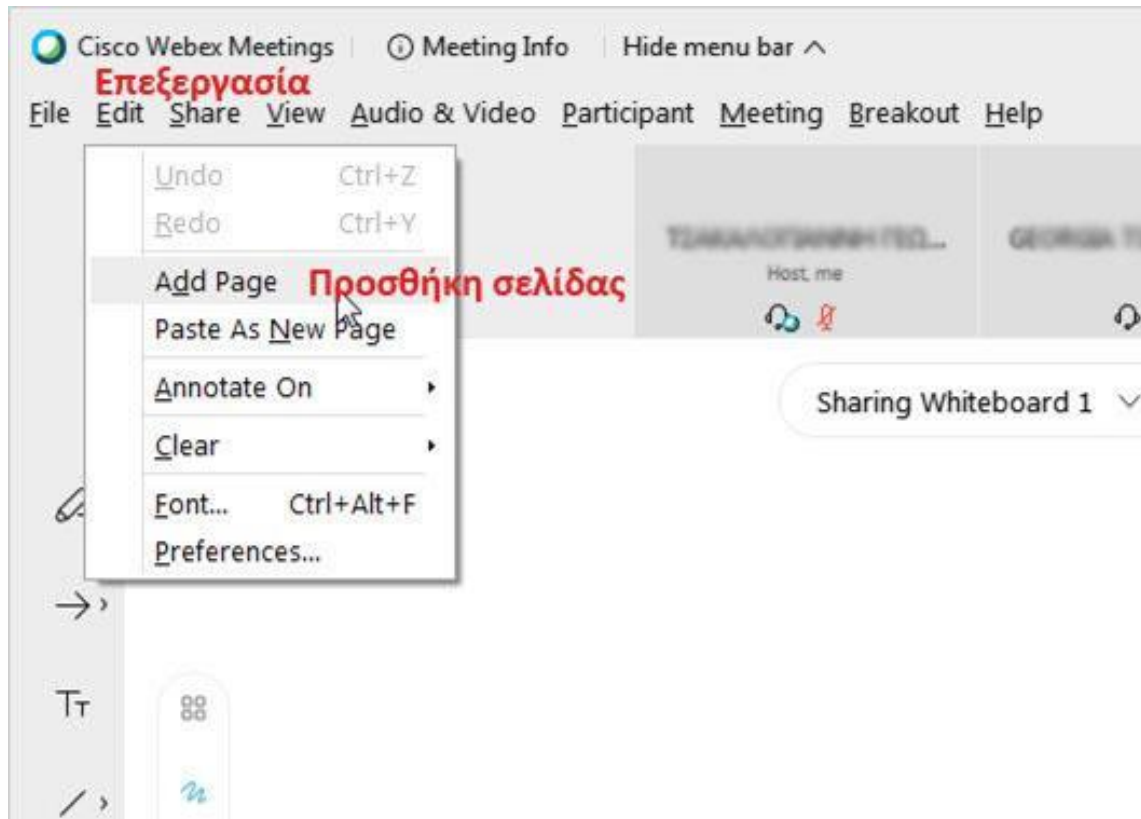 Cisco Webex Meetings Meeting Info Hide menu bar
Επεξεργασία
File Edit Share View Audio & Video Participant Meeting Breakout Help
Undo Ctrl+Z
Redo Ctrl+Y
Add Page Προσθήκη σελίδας
Host, me
Paste As New Page
Annotate On
Sharing Whiteboard 1
Clear
Font... Ctrl+Alt+F
Preferences...
Tт